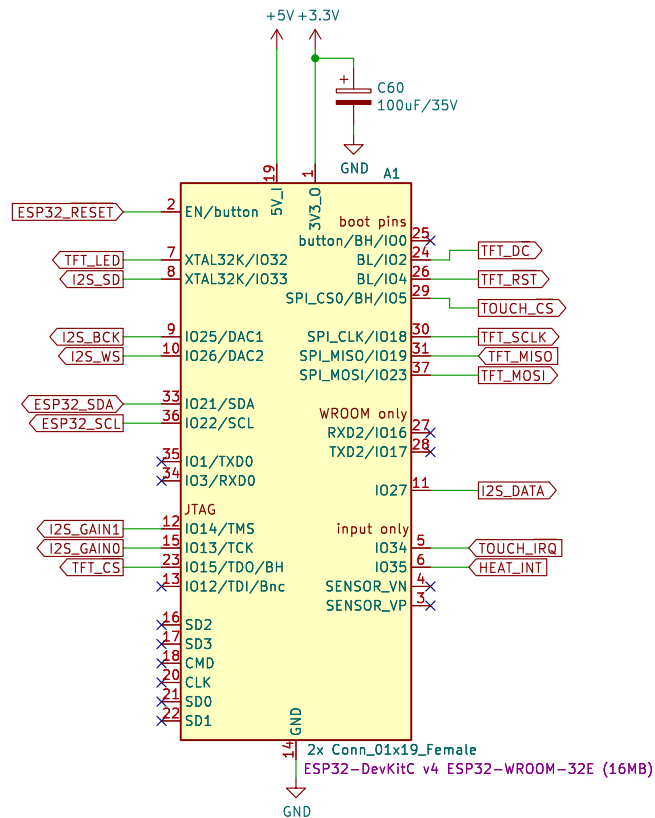 +5V +3.3V
+
C60
100uF/35V
GND
A1
19 1
5V_I 3V3_O
ESP32_RESET 2 EN/button
boot pins
button/BH/IO0 25
TFT_LED 7 XTAL32K/IO32 BL/IO2 24 TFT_DC
I2S_SD 8 XTAL32K/IO33 BL/IO4 26 TFT_RST
SPI_CS0/BH/IO5 29 TOUCH_CS
I2S_BCK 9 IO25/DAC1 SPI_CLK/IO18 30 TFT_SCLK
I2S_WS 10 IO26/DAC2 SPI_MISO/IO19 31 TFT_MISO
SPI_MOSI/IO23 37 TFT_MOSI
ESP32_SDA 33 IO21/SDA
WROOM only
ESP32_SCL 36 IO22/SCL
RXD2/IO16 27
TXD2/IO17 28
35 IO1/TXD0
34 IO3/RXD0
IO27 11 I2S_DATA
JTAG
I2S_GAIN1 12 IO14/TMS input only
I2S_GAIN0 15 IO13/TCK IO34 5 TOUCH_IRQ
TFT_CS 23 IO15/TDO/BH IO35 6 HEAT_INT
13 IO12/TDI/Bnc SENSOR_VN 4
SENSOR_VP 3
16 SD2
17 SD3
18 CMD
20 CLK
21 SD0
22 SD1
GND
14
2x Conn_01x19_Female
ESP32-DevKitC v4 ESP32-WROOM-32E (16MB)
GND